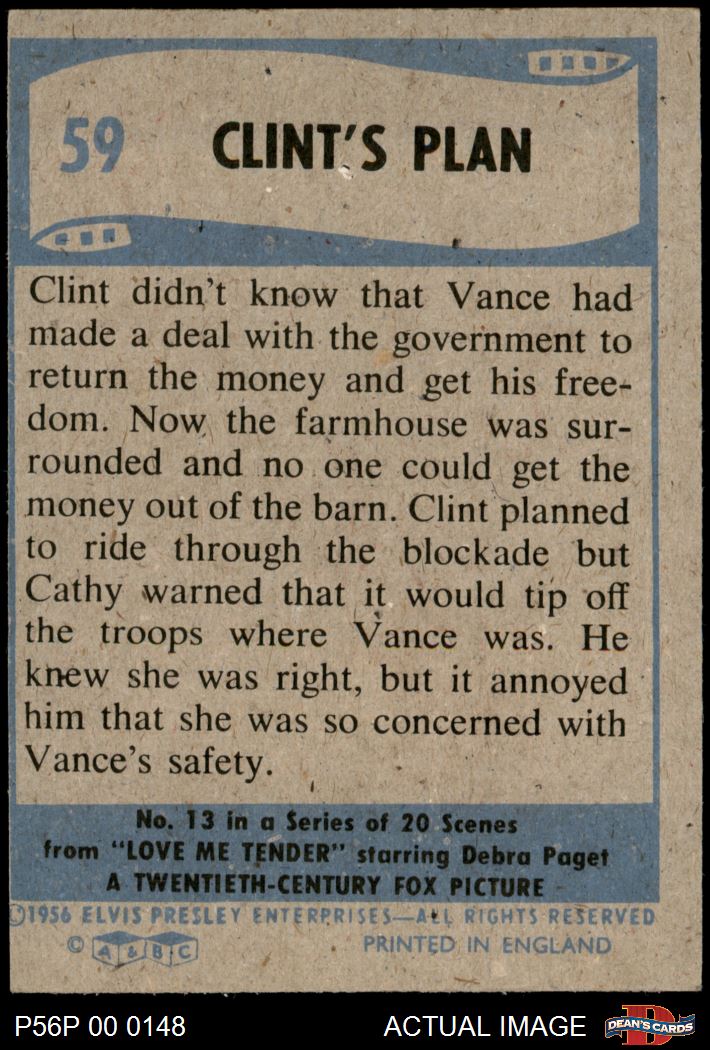 59 CLINT'S PLAN
Clint didn't know that Vance had
made a deal with the government to
return the money and get his free-
dom. Now the farmhouse was sur-
rounded and no one could get the
money out of the barn. Clint planned
to ride through the blockade but
Cathy warned that it would tip off
the troops where Vance was. He
knew she was right, but it annoyed
him that she was so concerned with
Vance's safety.
No. 13 in a Series of 20 Scenes
from "LOVE ME TENDER" starring Debra Paget
A TWENTIETH-CENTURY FOX PICTURE
©1956 ELVIS PRESLEY ENTERPRISES—ALL RIGHTS RESERVED
© A & B C PRINTED IN ENGLAND
P56P 00 0148 ACTUAL IMAGE DEAN'S CARDS